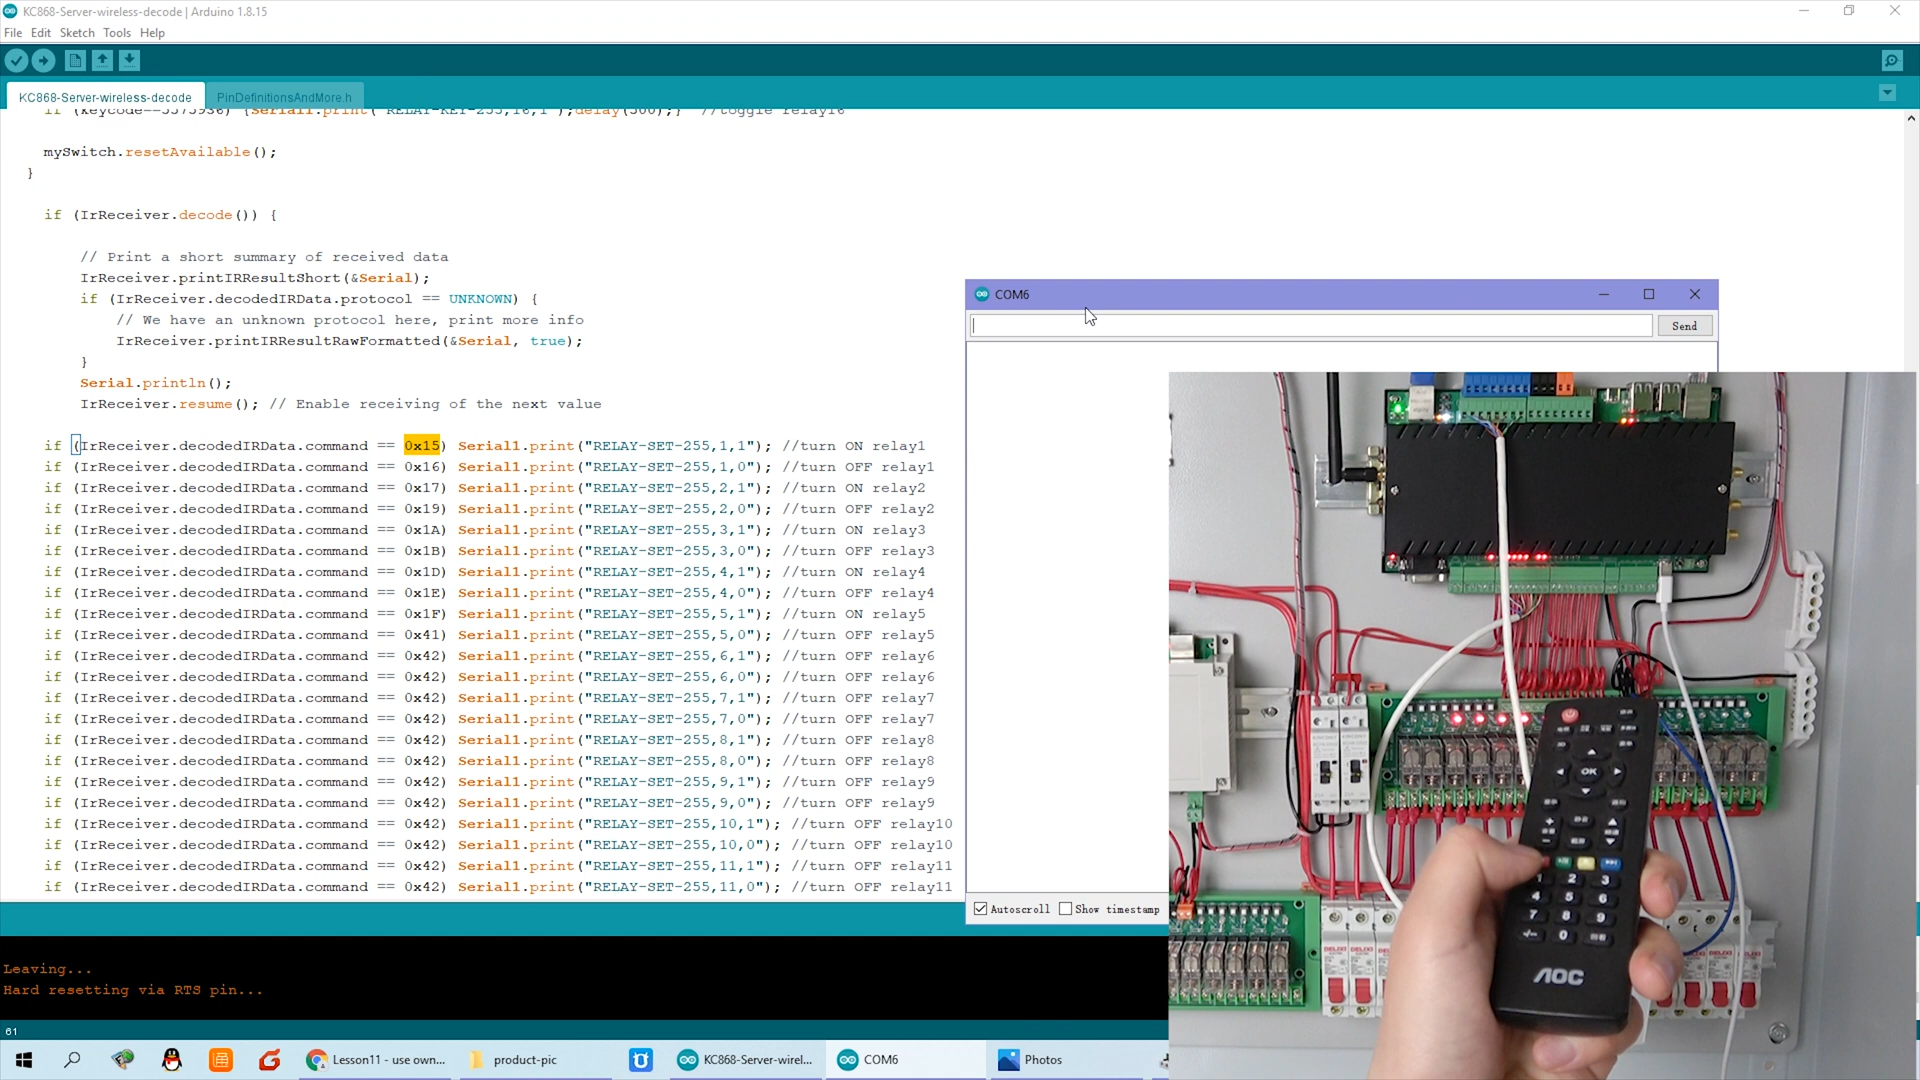 KC868-Server-wireless-decode | Arduino 1.8.15
File Edit Sketch Tools Help
KC868-Server-wireless-decode PinDefinitionsAndMore.h
mySwitch.resetAvailable();
}
if (IrReceiver.decode()) {
// Print a short summary of received data
IrReceiver.printIRResultShort(&Serial);
if (IrReceiver.decodedIRData.protocol == UNKNOWN) {
// We have an unknown protocol here, print more info
IrReceiver.printIRResultRawFormatted(&Serial, true);
}
Serial.println();
IrReceiver.resume(); // Enable receiving of the next value
if (IrReceiver.decodedIRData.command == 0x15) Serial1.print("RELAY-SET-255,1,1"); //turn ON relay1
if (IrReceiver.decodedIRData.command == 0x16) Serial1.print("RELAY-SET-255,1,0"); //turn OFF relay1
if (IrReceiver.decodedIRData.command == 0x17) Serial1.print("RELAY-SET-255,2,1"); //turn ON relay2
if (IrReceiver.decodedIRData.command == 0x19) Serial1.print("RELAY-SET-255,2,0"); //turn OFF relay2
if (IrReceiver.decodedIRData.command == 0x1A) Serial1.print("RELAY-SET-255,3,1"); //turn ON relay3
if (IrReceiver.decodedIRData.command == 0x1B) Serial1.print("RELAY-SET-255,3,0"); //turn OFF relay3
if (IrReceiver.decodedIRData.command == 0x1D) Serial1.print("RELAY-SET-255,4,1"); //turn ON relay4
if (IrReceiver.decodedIRData.command == 0x1E) Serial1.print("RELAY-SET-255,4,0"); //turn OFF relay4
if (IrReceiver.decodedIRData.command == 0x1F) Serial1.print("RELAY-SET-255,5,1"); //turn ON relay5
if (IrReceiver.decodedIRData.command == 0x41) Serial1.print("RELAY-SET-255,5,0"); //turn OFF relay5
if (IrReceiver.decodedIRData.command == 0x42) Serial1.print("RELAY-SET-255,6,1"); //turn OFF relay6
if (IrReceiver.decodedIRData.command == 0x42) Serial1.print("RELAY-SET-255,6,0"); //turn OFF relay6
if (IrReceiver.decodedIRData.command == 0x42) Serial1.print("RELAY-SET-255,7,1"); //turn OFF relay7
if (IrReceiver.decodedIRData.command == 0x42) Serial1.print("RELAY-SET-255,7,0"); //turn OFF relay7
if (IrReceiver.decodedIRData.command == 0x42) Serial1.print("RELAY-SET-255,8,1"); //turn OFF relay8
if (IrReceiver.decodedIRData.command == 0x42) Serial1.print("RELAY-SET-255,8,0"); //turn OFF relay8
if (IrReceiver.decodedIRData.command == 0x42) Serial1.print("RELAY-SET-255,9,1"); //turn OFF relay9
if (IrReceiver.decodedIRData.command == 0x42) Serial1.print("RELAY-SET-255,9,0"); //turn OFF relay9
if (IrReceiver.decodedIRData.command == 0x42) Serial1.print("RELAY-SET-255,10,1"); //turn OFF relay10
if (IrReceiver.decodedIRData.command == 0x42) Serial1.print("RELAY-SET-255,10,0"); //turn OFF relay10
if (IrReceiver.decodedIRData.command == 0x42) Serial1.print("RELAY-SET-255,11,1"); //turn OFF relay11
if (IrReceiver.decodedIRData.command == 0x42) Serial1.print("RELAY-SET-255,11,0"); //turn OFF relay11
COM6
Send
Autoscroll Show timestamp
OK
1 2 3
4 5 6
7 8 9
0
AOC
Leaving...
Hard resetting via RTS pin...
61
Lesson11 - use own... product-pic KC868-Server-wirel... COM6 Photos